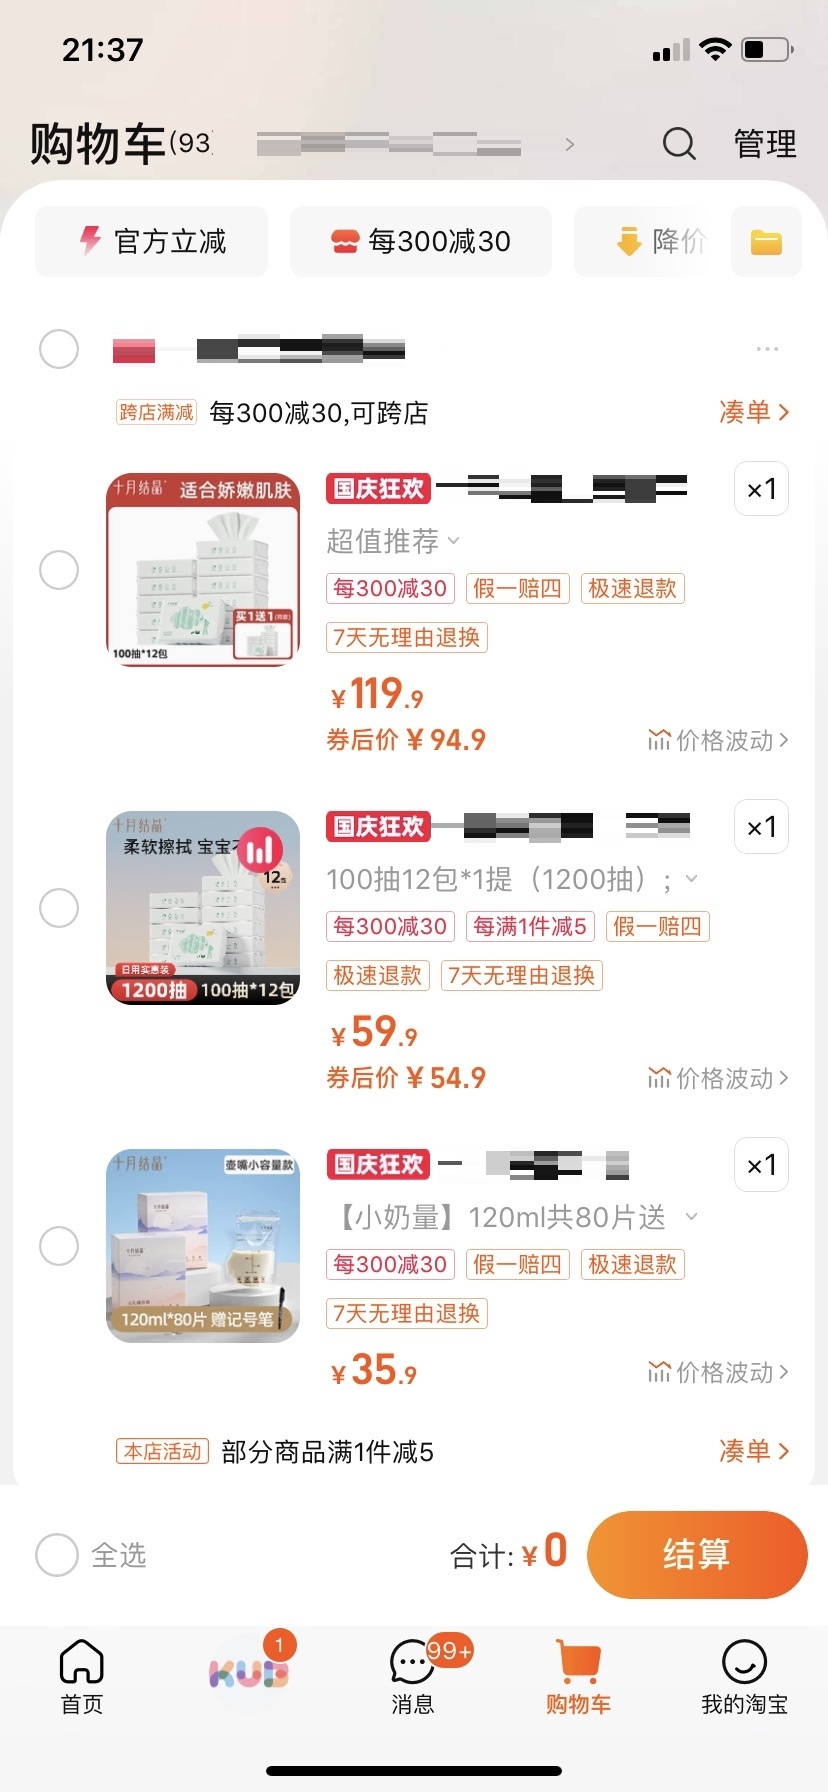 21:37
购物车(93
管理
官方立减
每300减30
降价
跨店满减 每300减30,可跨店 凑单
十月结晶 适合娇嫩肌肤
买1送1
100抽*12包
国庆狂欢
×1
超值推荐
每300减30 假一赔四 极速退款
7天无理由退换
¥119.9
券后价 ¥94.9 价格波动
十月结晶
柔软擦拭 宝宝
12包
日用实惠装
1200抽 100抽*12包
国庆狂欢
×1
100抽12包*1提（1200抽）;
每300减30 每满1件减5 假一赔四
极速退款 7天无理由退换
¥59.9
券后价 ¥54.9 价格波动
十月结晶 壶嘴小容量款
120ml*80片 赠记号笔
国庆狂欢
×1
【小奶量】120ml共80片送
每300减30 假一赔四 极速退款
7天无理由退换
¥35.9 价格波动
本店活动 部分商品满1件减5 凑单
全选 合计:¥0 结算
1
KUB
99+
首页 消息 购物车 我的淘宝